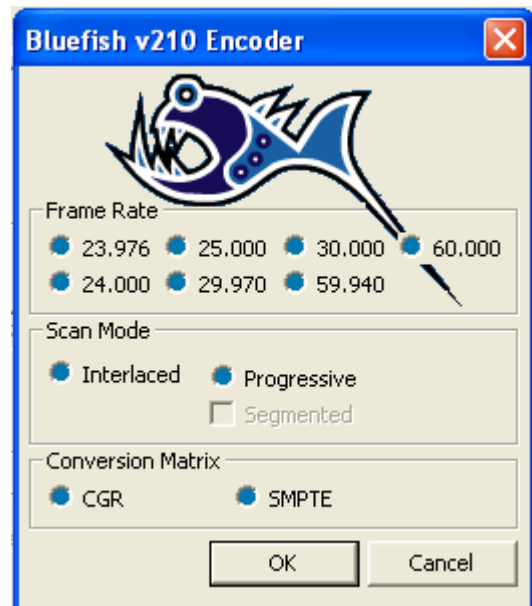 Bluefish v210 Encoder
Frame Rate
23.976 25.000 30.000 60.000
24.000 29.970 59.940
Scan Mode
Interlaced Progressive
Segmented
Conversion Matrix
CGR SMPTE
OK Cancel